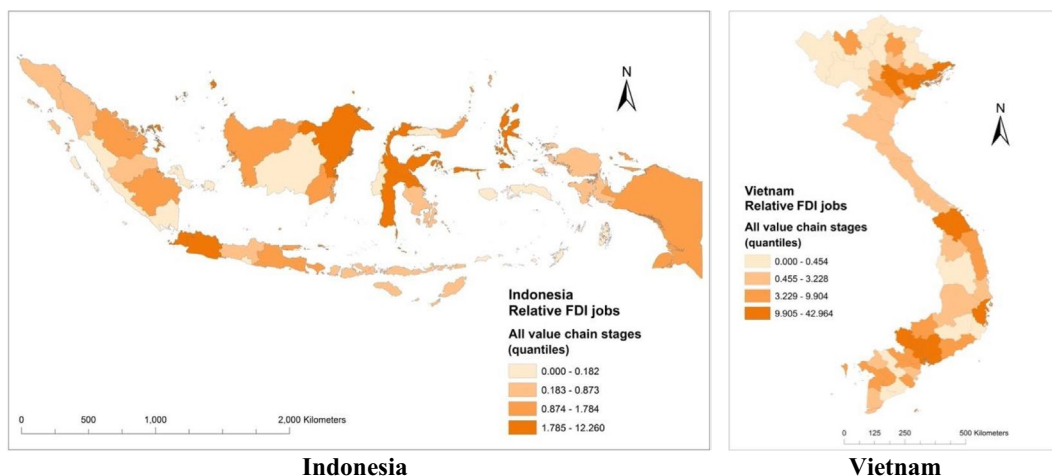 N
Indonesia
Relative FDI jobs
All value chain stages
(quantiles)
0.000 - 0.182
0.183 - 0.873
0.874 - 1.784
1.785 - 12.260
0 500 1,000 2,000 Kilometers
N
Vietnam
Relative FDI jobs
All value chain stages
(quantiles)
0.000 - 0.454
0.455 - 3.228
3.229 - 9.904
9.905 - 42.964
0 125 250 500 Kilometers
Indonesia
Vietnam